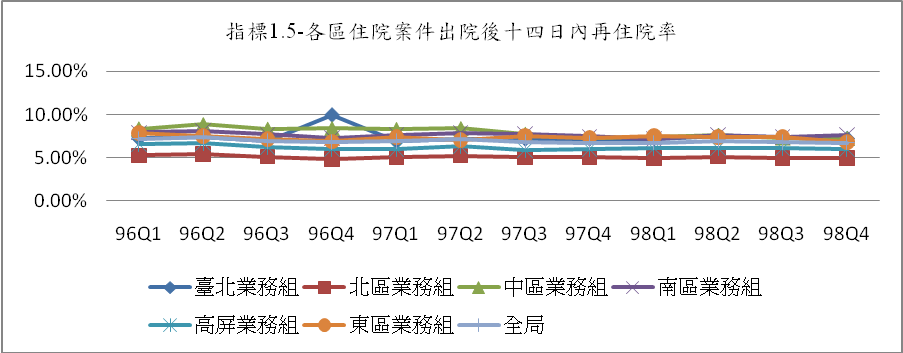 指標1.5-各區住院案件出院後十四日內再住院率
15.00%
10.00%
5.00%
0.00%
96Q1 96Q2 96Q3 96Q4 97Q1 97Q2 97Q3 97Q4 98Q1 98Q2 98Q3 98Q4
臺北業務組 北區業務組 中區業務組 南區業務組
高屏業務組 東區業務組 全局